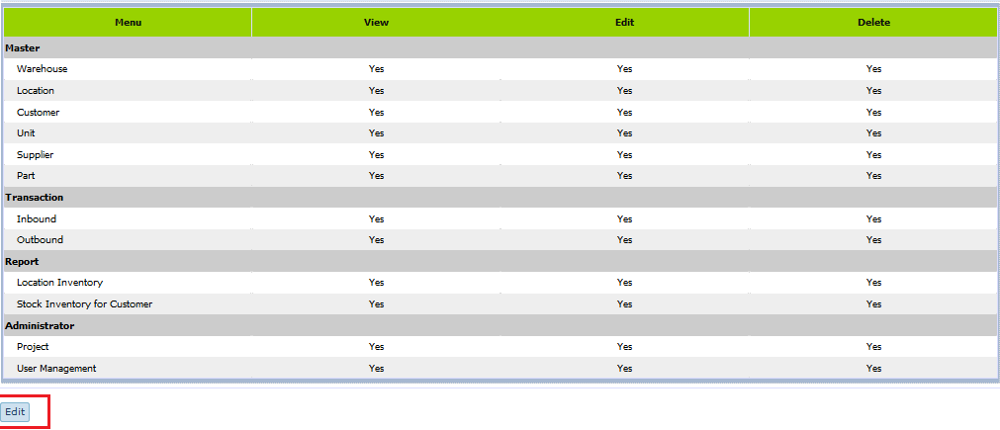 Menu View Edit Delete
Master
Warehouse Yes Yes Yes
Location Yes Yes Yes
Customer Yes Yes Yes
Unit Yes Yes Yes
Supplier Yes Yes Yes
Part Yes Yes Yes
Transaction
Inbound Yes Yes Yes
Outbound Yes Yes Yes
Report
Location Inventory Yes Yes Yes
Stock Inventory for Customer Yes Yes Yes
Administrator
Project Yes Yes Yes
User Management Yes Yes Yes
Edit